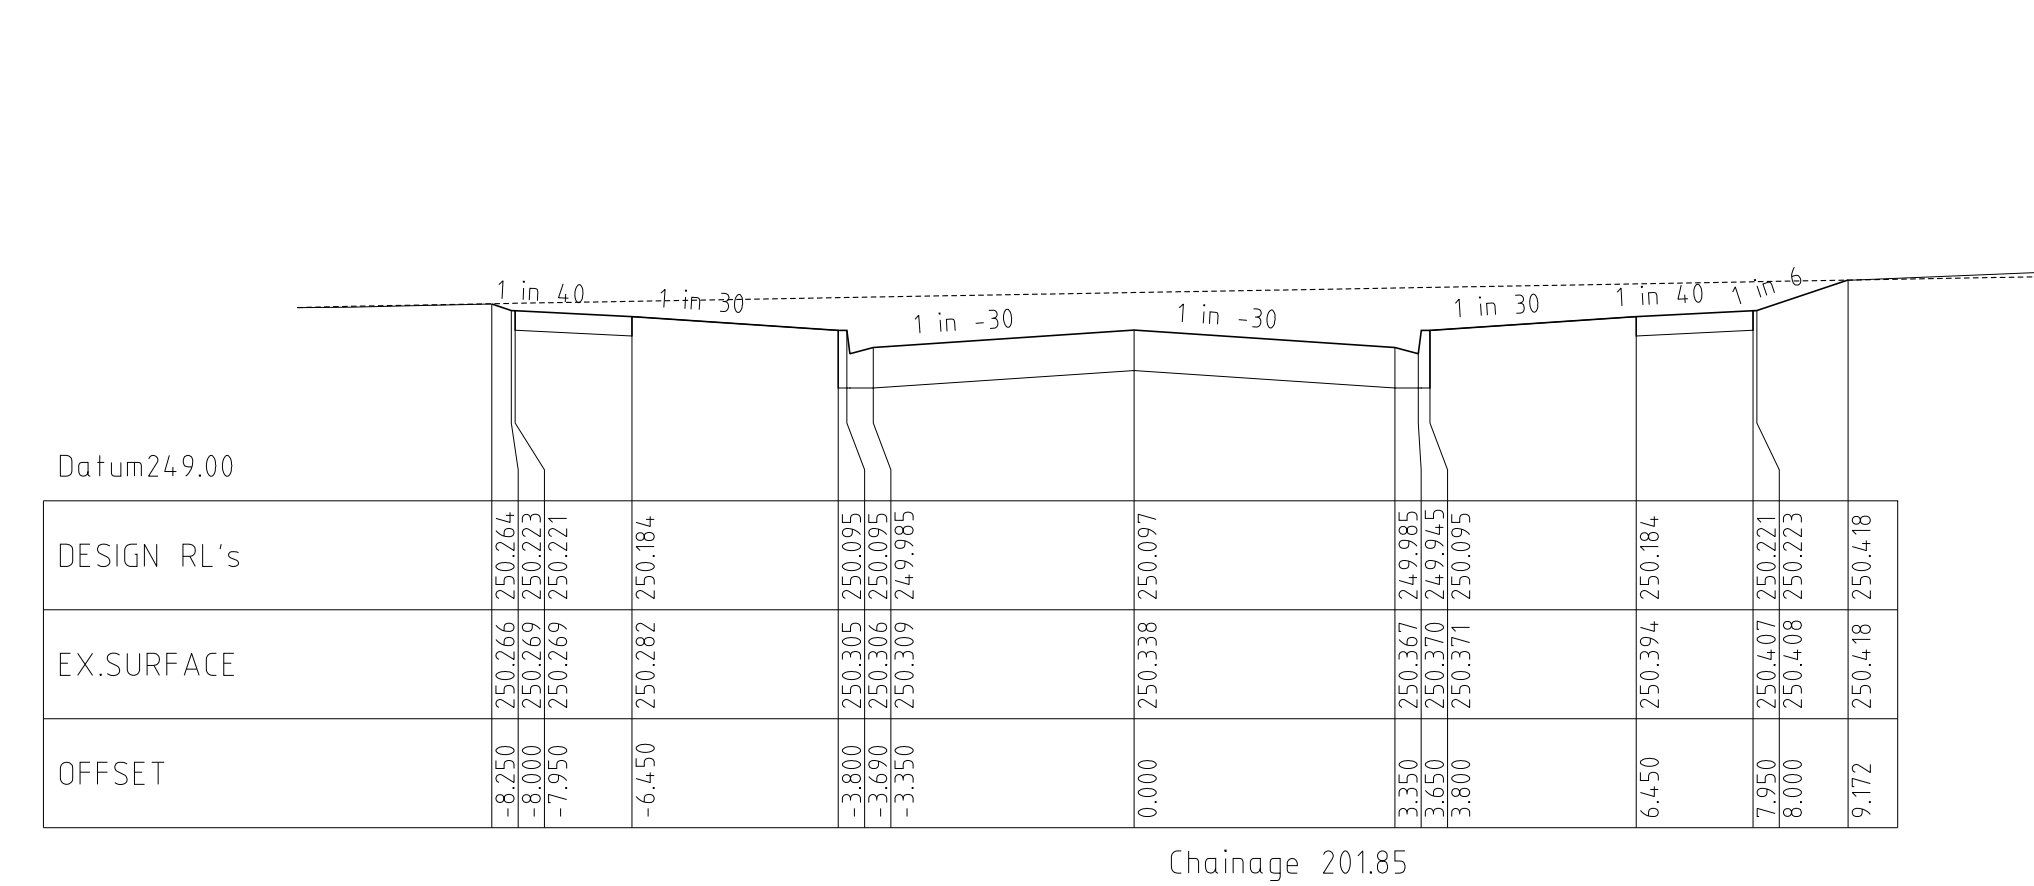 1 in 40
1 in 30
1 in -30
1 in -30
1 in 30
1 in 40
1 in 6
Datum249.00
DESIGN RL's 250.264 250.223 250.221 250.184 250.095 250.095 249.985 250.097 249.985 249.945 250.095 250.184 250.221 250.223 250.418
EX.SURFACE 250.266 250.269 250.269 250.282 250.305 250.306 250.309 250.338 250.367 250.370 250.371 250.394 250.407 250.408 250.418
OFFSET -8.250 -8.000 -7.950 -6.450 -3.800 -3.690 -3.350 0.000 3.350 3.650 3.800 6.450 7.950 8.000 9.172
Chainage 201.85